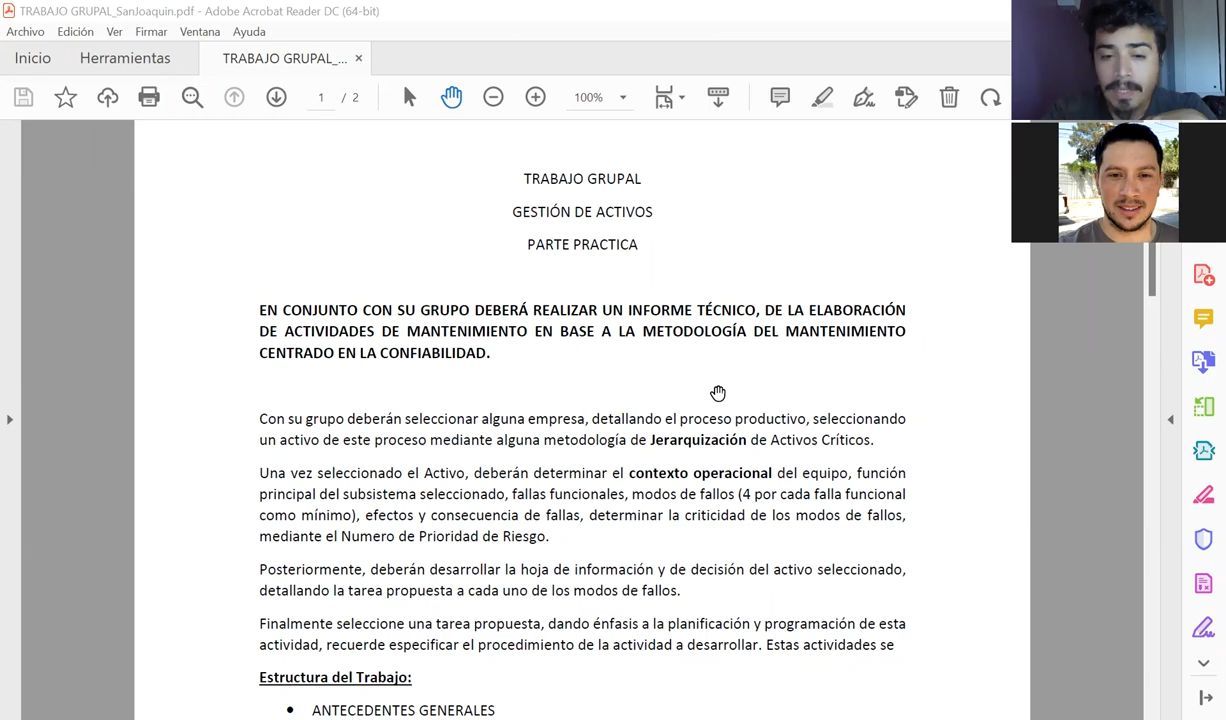 TRABAJO GRUPAL_SanJoaquin.pdf - Adobe Acrobat Reader DC (64-bit)
Archivo Edición Ver Firmar Ventana Ayuda
Inicio Herramientas TRABAJO GRUPAL_... ×
1 / 2 100%
TRABAJO GRUPAL
GESTIÓN DE ACTIVOS
PARTE PRACTICA
EN CONJUNTO CON SU GRUPO DEBERÁ REALIZAR UN INFORME TÉCNICO, DE LA ELABORACIÓN
DE ACTIVIDADES DE MANTENIMIENTO EN BASE A LA METODOLOGÍA DEL MANTENIMIENTO
CENTRADO EN LA CONFIABILIDAD.
Con su grupo deberán seleccionar alguna empresa, detallando el proceso productivo, seleccionando
un activo de este proceso mediante alguna metodología de Jerarquización de Activos Críticos.
Una vez seleccionado el Activo, deberán determinar el contexto operacional del equipo, función
principal del subsistema seleccionado, fallas funcionales, modos de fallos (4 por cada falla funcional
como mínimo), efectos y consecuencia de fallas, determinar la criticidad de los modos de fallos,
mediante el Numero de Prioridad de Riesgo.
Posteriormente, deberán desarrollar la hoja de información y de decisión del activo seleccionado,
detallando la tarea propuesta a cada uno de los modos de fallos.
Finalmente seleccione una tarea propuesta, dando énfasis a la planificación y programación de esta
actividad, recuerde especificar el procedimiento de la actividad a desarrollar. Estas actividades se
Estructura del Trabajo:
• ANTECEDENTES GENERALES